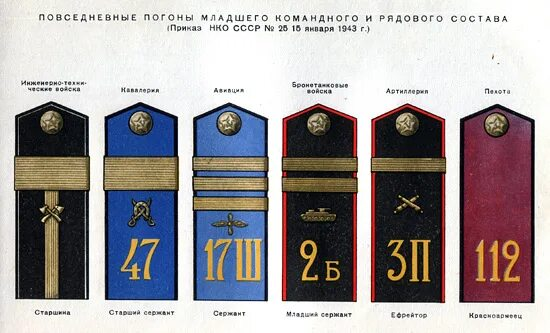 ПОВСЕДНЕВНЫЕ ПОГОНЫ МЛАДШЕГО КОМАНДНОГО И РЯДОВОГО СОСТАВА
(Приказ НКО СССР № 25 15 января 1943 г.)
Инженерно-техни-
ческие войска
Кавалерия
Авиация
Бронетанковые
войска
Артиллерия
Пехота
47
17Ш
2Б
3П
112
Старшина
Старший сержант
Сержант
Младший сержант
Ефрейтор
Красноармеец